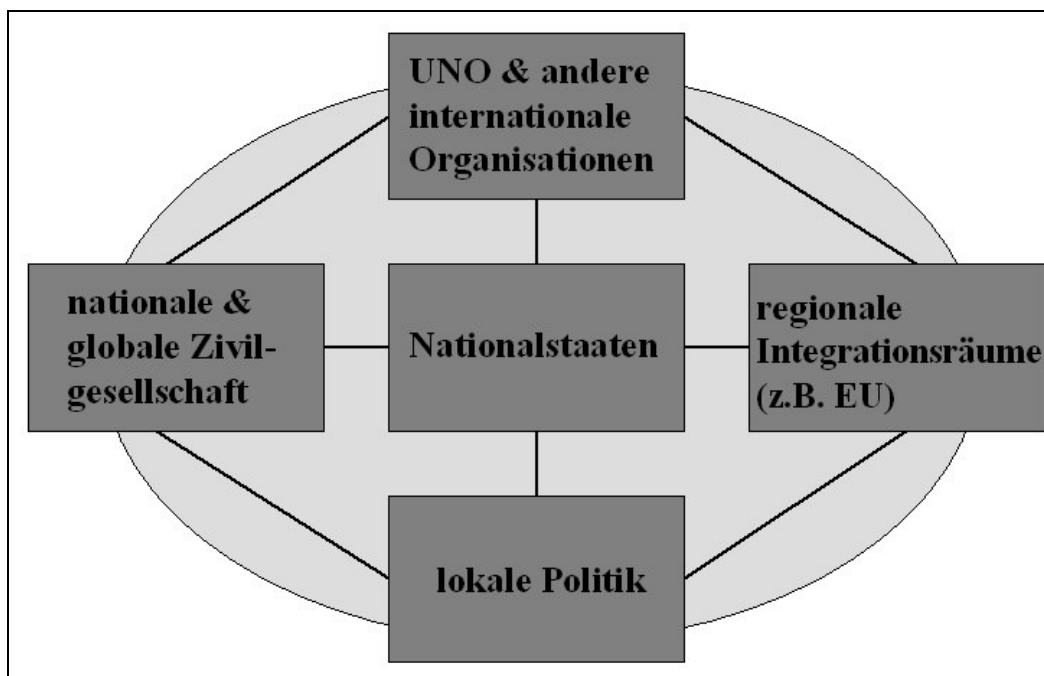 UNO & andere
internationale
Organisationen
nationale &
globale Zivil-
gesellschaft
Nationalstaaten
regionale
Integrationsräume
(z.B. EU)
lokale Politik